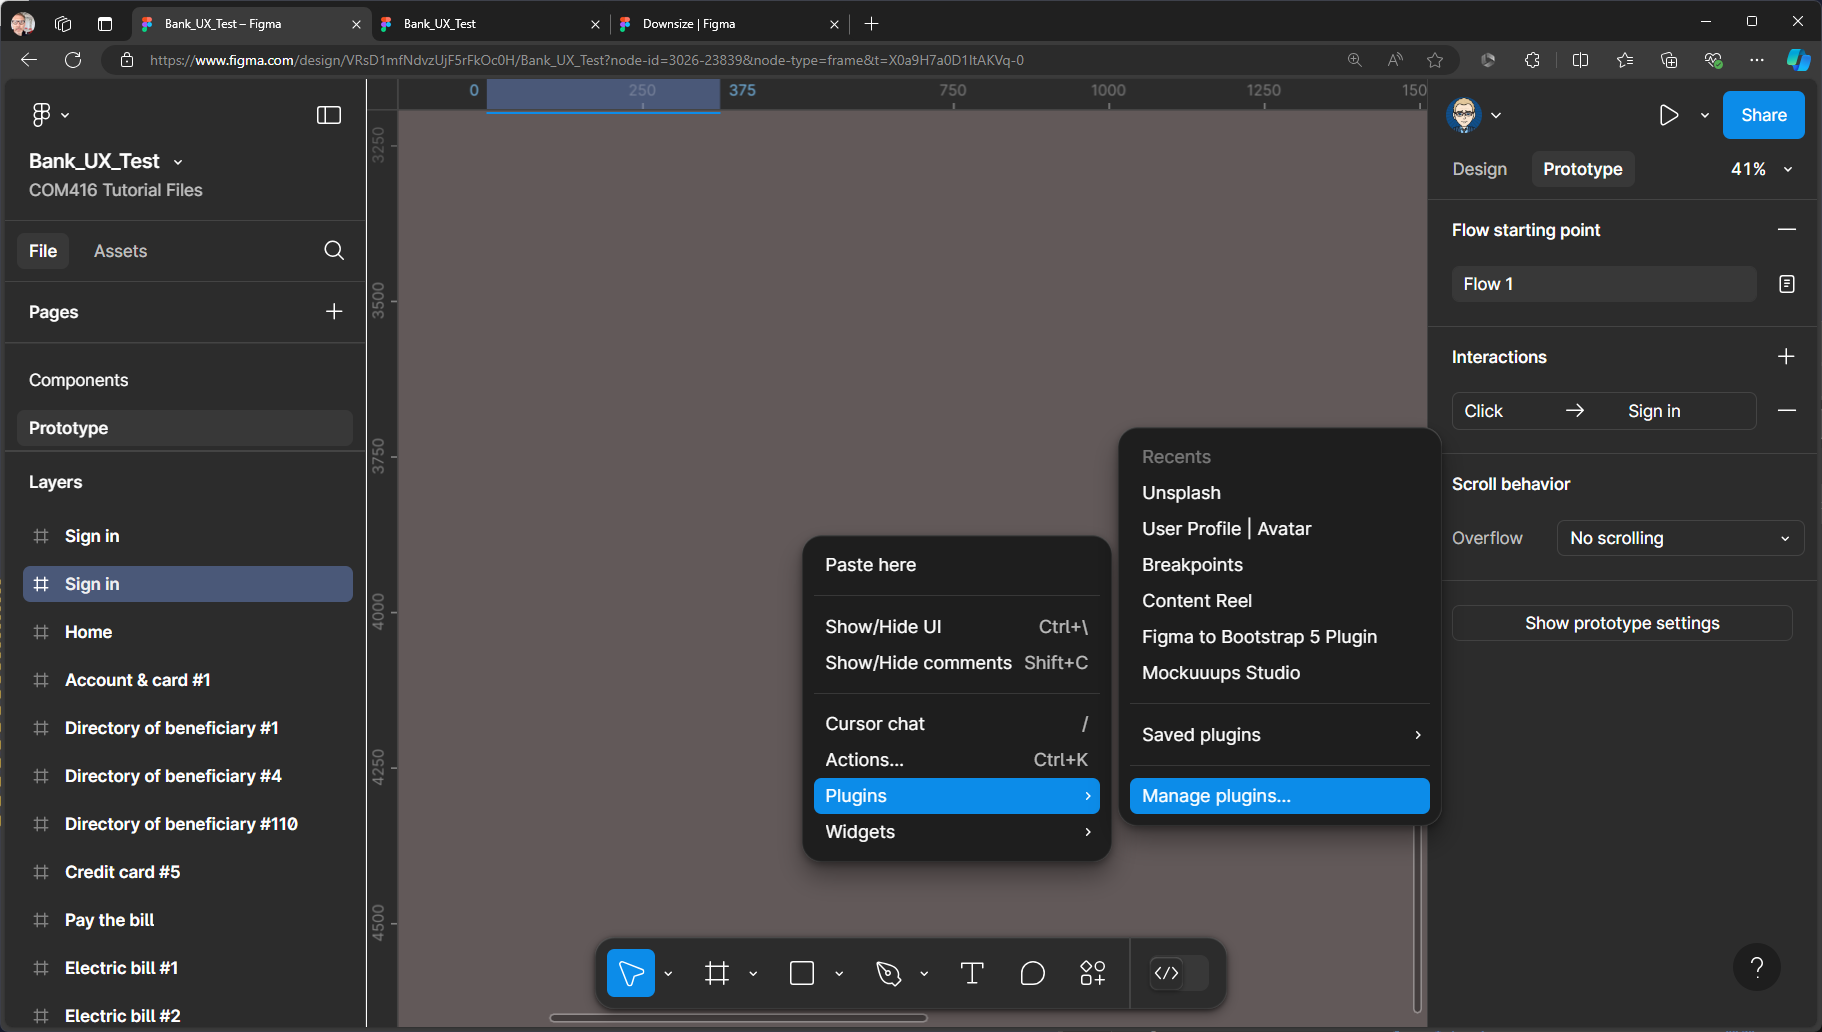 Bank_UX_Test – Figma
Bank_UX_Test
Downsize | Figma
https://www.figma.com/design/VRsD1mfNdvzUjF5rFkOc0H/Bank_UX_Test?node-id=3026-23839&node-type=frame&t=X0a9H7a0D1ItAKVq-0
Bank_UX_Test
COM416 Tutorial Files
File
Assets
Pages
Components
Prototype
Layers
Sign in
Sign in
Home
Account & card #1
Directory of beneficiary #1
Directory of beneficiary #4
Directory of beneficiary #110
Credit card #5
Pay the bill
Electric bill #1
Electric bill #2
0
250
375
750
1000
1250
150
3250
3500
3750
4000
4250
4500
Paste here
Show/Hide UI Ctrl+\
Show/Hide comments Shift+C
Cursor chat /
Actions... Ctrl+K
Plugins
Widgets
Recents
Unsplash
User Profile | Avatar
Breakpoints
Content Reel
Figma to Bootstrap 5 Plugin
Mockuuups Studio
Saved plugins
Manage plugins...
Share
Design
Prototype
41%
Flow starting point
Flow 1
Interactions
Click → Sign in
Scroll behavior
Overflow
No scrolling
Show prototype settings
?